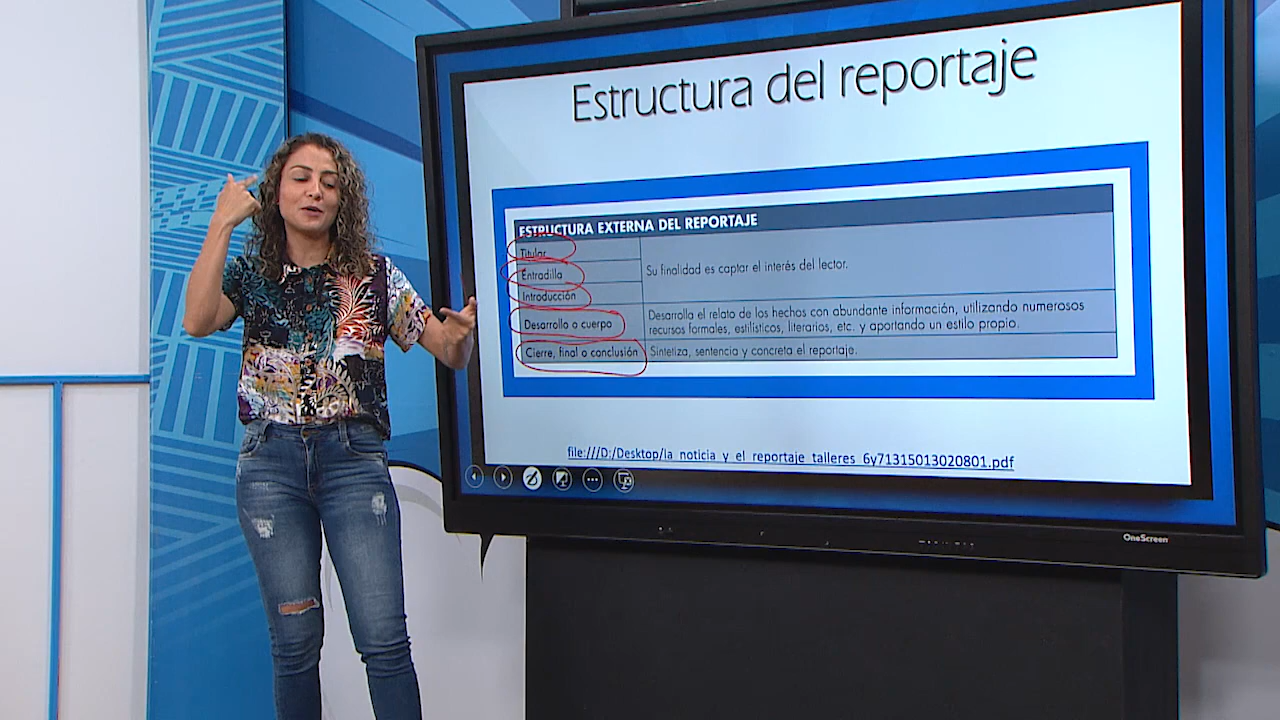 Estructura del reportaje
ESTRUCTURA EXTERNA DEL REPORTAJE
Titular
Entradilla
Su finalidad es captar el interés del lector.
Introducción
Desarrollo o cuerpo
Desarrolla el relato de los hechos con abundante información, utilizando numerosos
recursos formales, estilísticos, literarios, etc. y aportando un estilo propio.
Cierre, final o conclusión
Sintetiza, sentencia y concreta el reportaje.
file:///D:/Desktop/la_noticia_y_el_reportaje_talleres_6y71315013020801.pdf
OneScreen